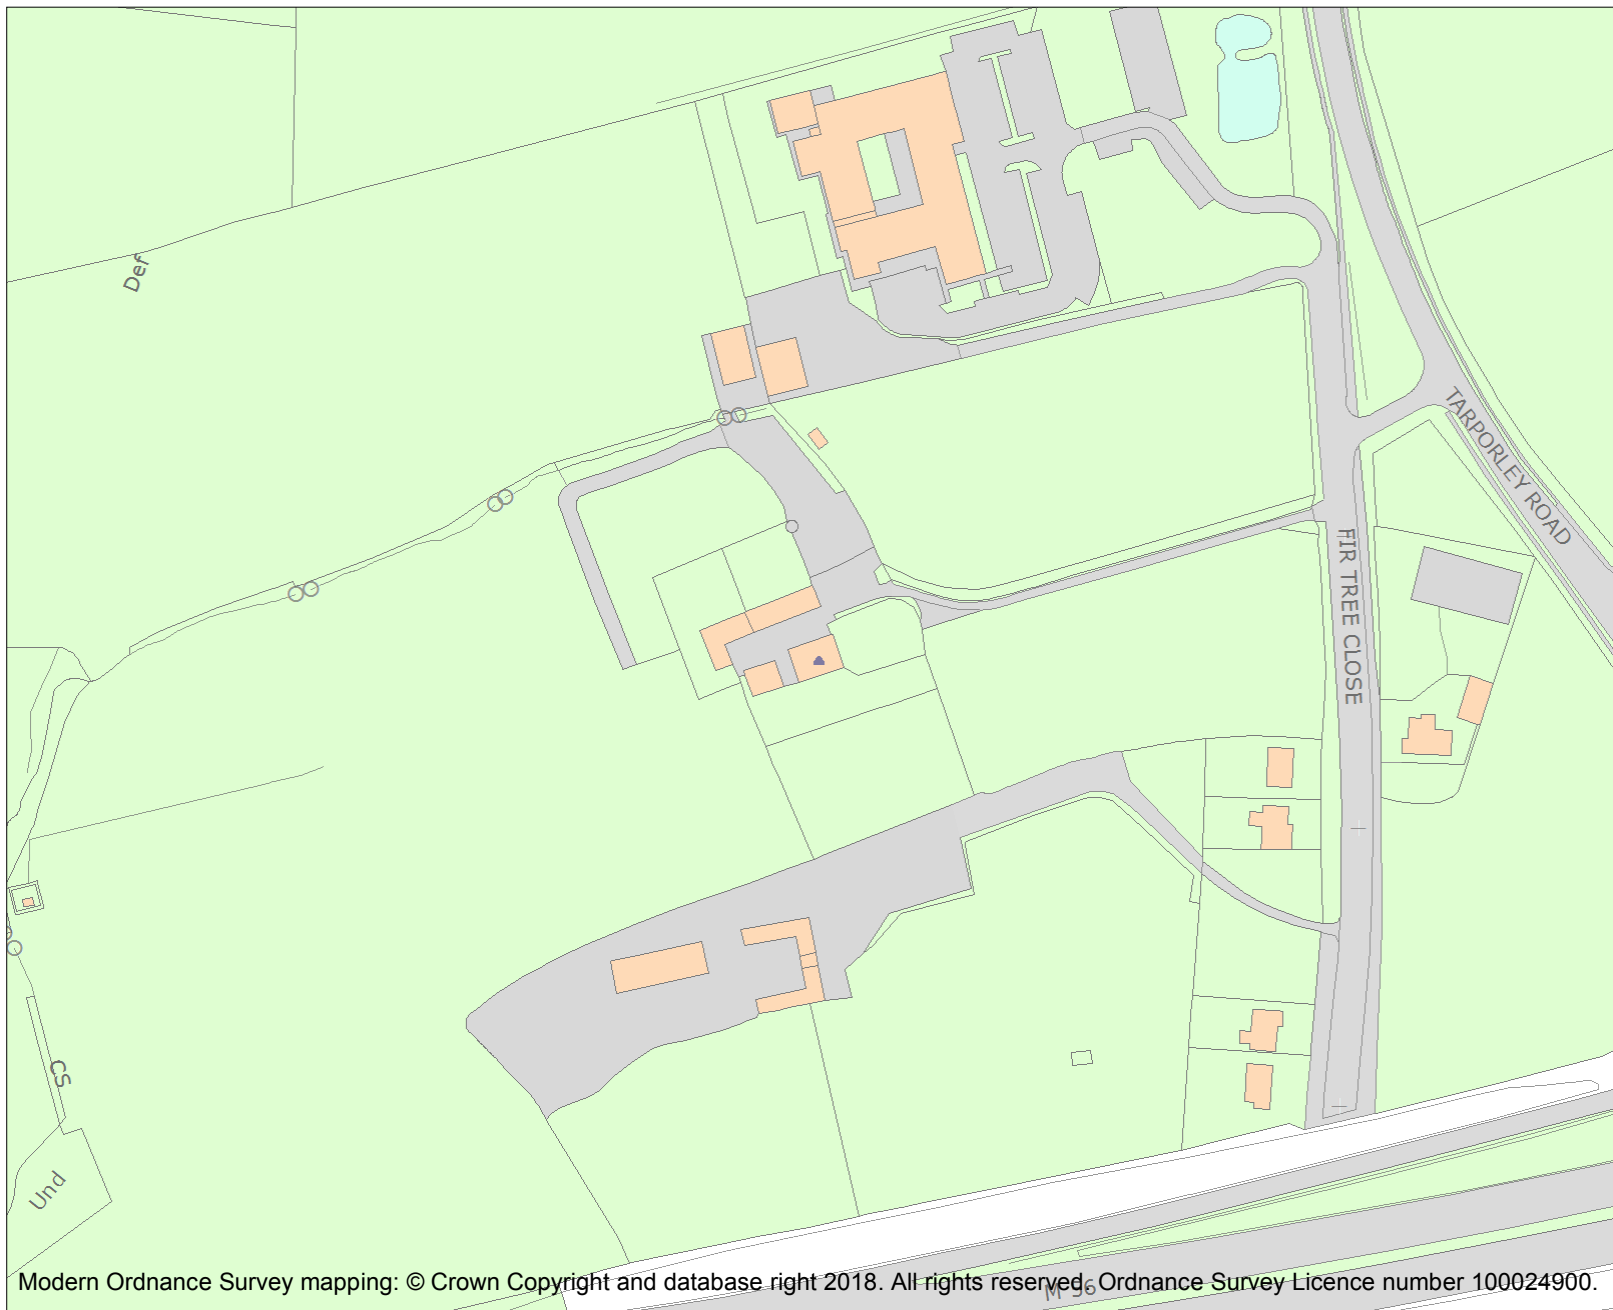 Def
TARPORLEY ROAD
FIR TREE CLOSE
CS
Und
M 56
Modern Ordnance Survey mapping: © Crown Copyright and database right 2018. All rights reserved. Ordnance Survey Licence number 100024900.